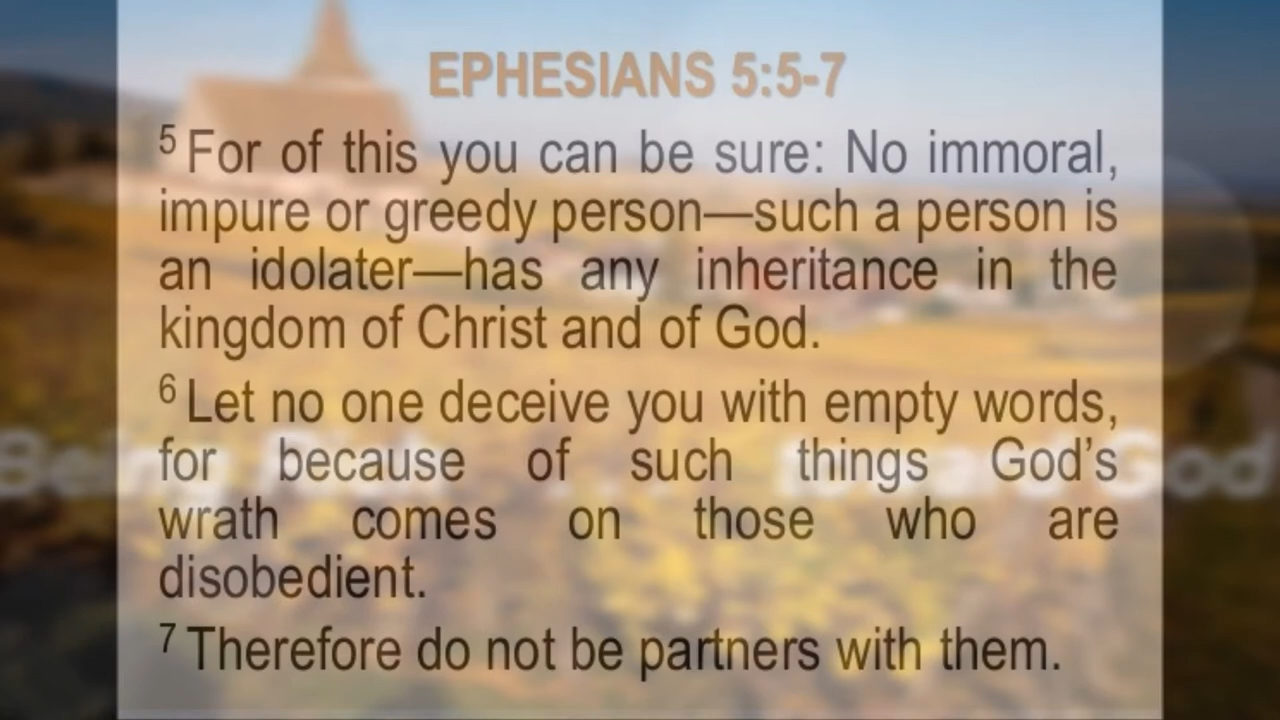 EPHESIANS 5:5-7
5 For of this you can be sure: No immoral,
impure or greedy person—such a person is
an idolater—has any inheritance in the
kingdom of Christ and of God.
6 Let no one deceive you with empty words,
for because of such things God’s
wrath comes on those who are
disobedient.
7 Therefore do not be partners with them.
Being God